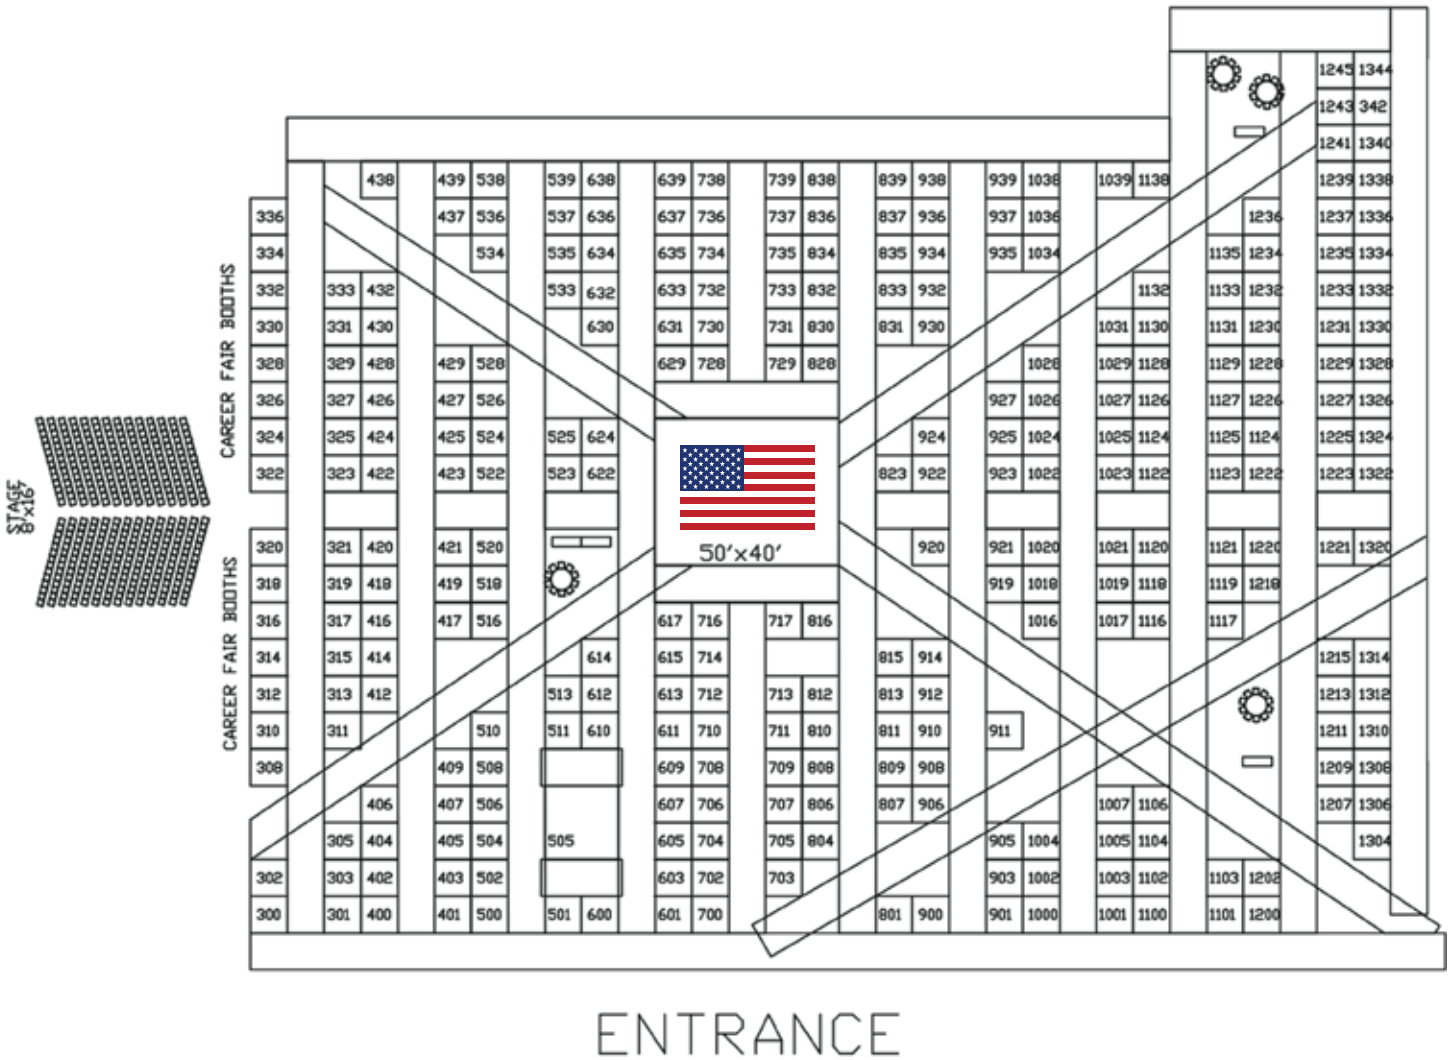 1245 1344
1243 342
1241 1340
438 439 538 539 638 639 738 739 838 839 938 939 1038 1039 1138 1239 1338
336 437 536 537 636 637 736 737 836 837 936 937 1036 1236 1237 1336
334 534 535 634 635 734 735 834 835 934 935 1034 1135 1234 1235 1334
332 333 432 533 632 633 732 733 832 833 932 1132 1133 1232 1233 1332
330 331 430 630 631 730 731 830 831 930 1031 1130 1131 1230 1231 1330
328 329 428 429 528 629 728 729 828 1028 1029 1128 1129 1228 1229 1328
326 327 426 427 526 927 1026 1027 1126 1127 1226 1227 1326
324 325 424 425 524 525 624 924 925 1024 1025 1124 1125 1124 1225 1324
322 323 422 423 522 523 622 823 922 923 1022 1023 1122 1123 1222 1223 1322
CAREER FAIR BOOTHS
STAGE
8'x16'
50'x40'
320 321 420 421 520 920 921 1020 1021 1120 1121 1220 1221 1320
318 319 418 419 518 919 1018 1019 1118 1119 1218
316 317 416 417 516 617 716 717 816 1016 1017 1116 1117
314 315 414 614 615 714 815 914 1215 1314
312 313 412 513 612 613 712 713 812 813 912 1213 1312
310 311 510 511 610 611 710 711 810 811 910 911 1211 1310
308 409 508 609 708 709 808 809 908 1209 1308
406 407 506 607 706 707 806 807 906 1007 1106 1207 1306
305 404 405 504 505 605 704 705 804 905 1004 1005 1104 1304
302 303 402 403 502 603 702 703 903 1002 1003 1102 1103 1202
300 301 400 401 500 501 600 601 700 801 900 901 1000 1001 1100 1101 1200
CAREER FAIR BOOTHS
ENTRANCE